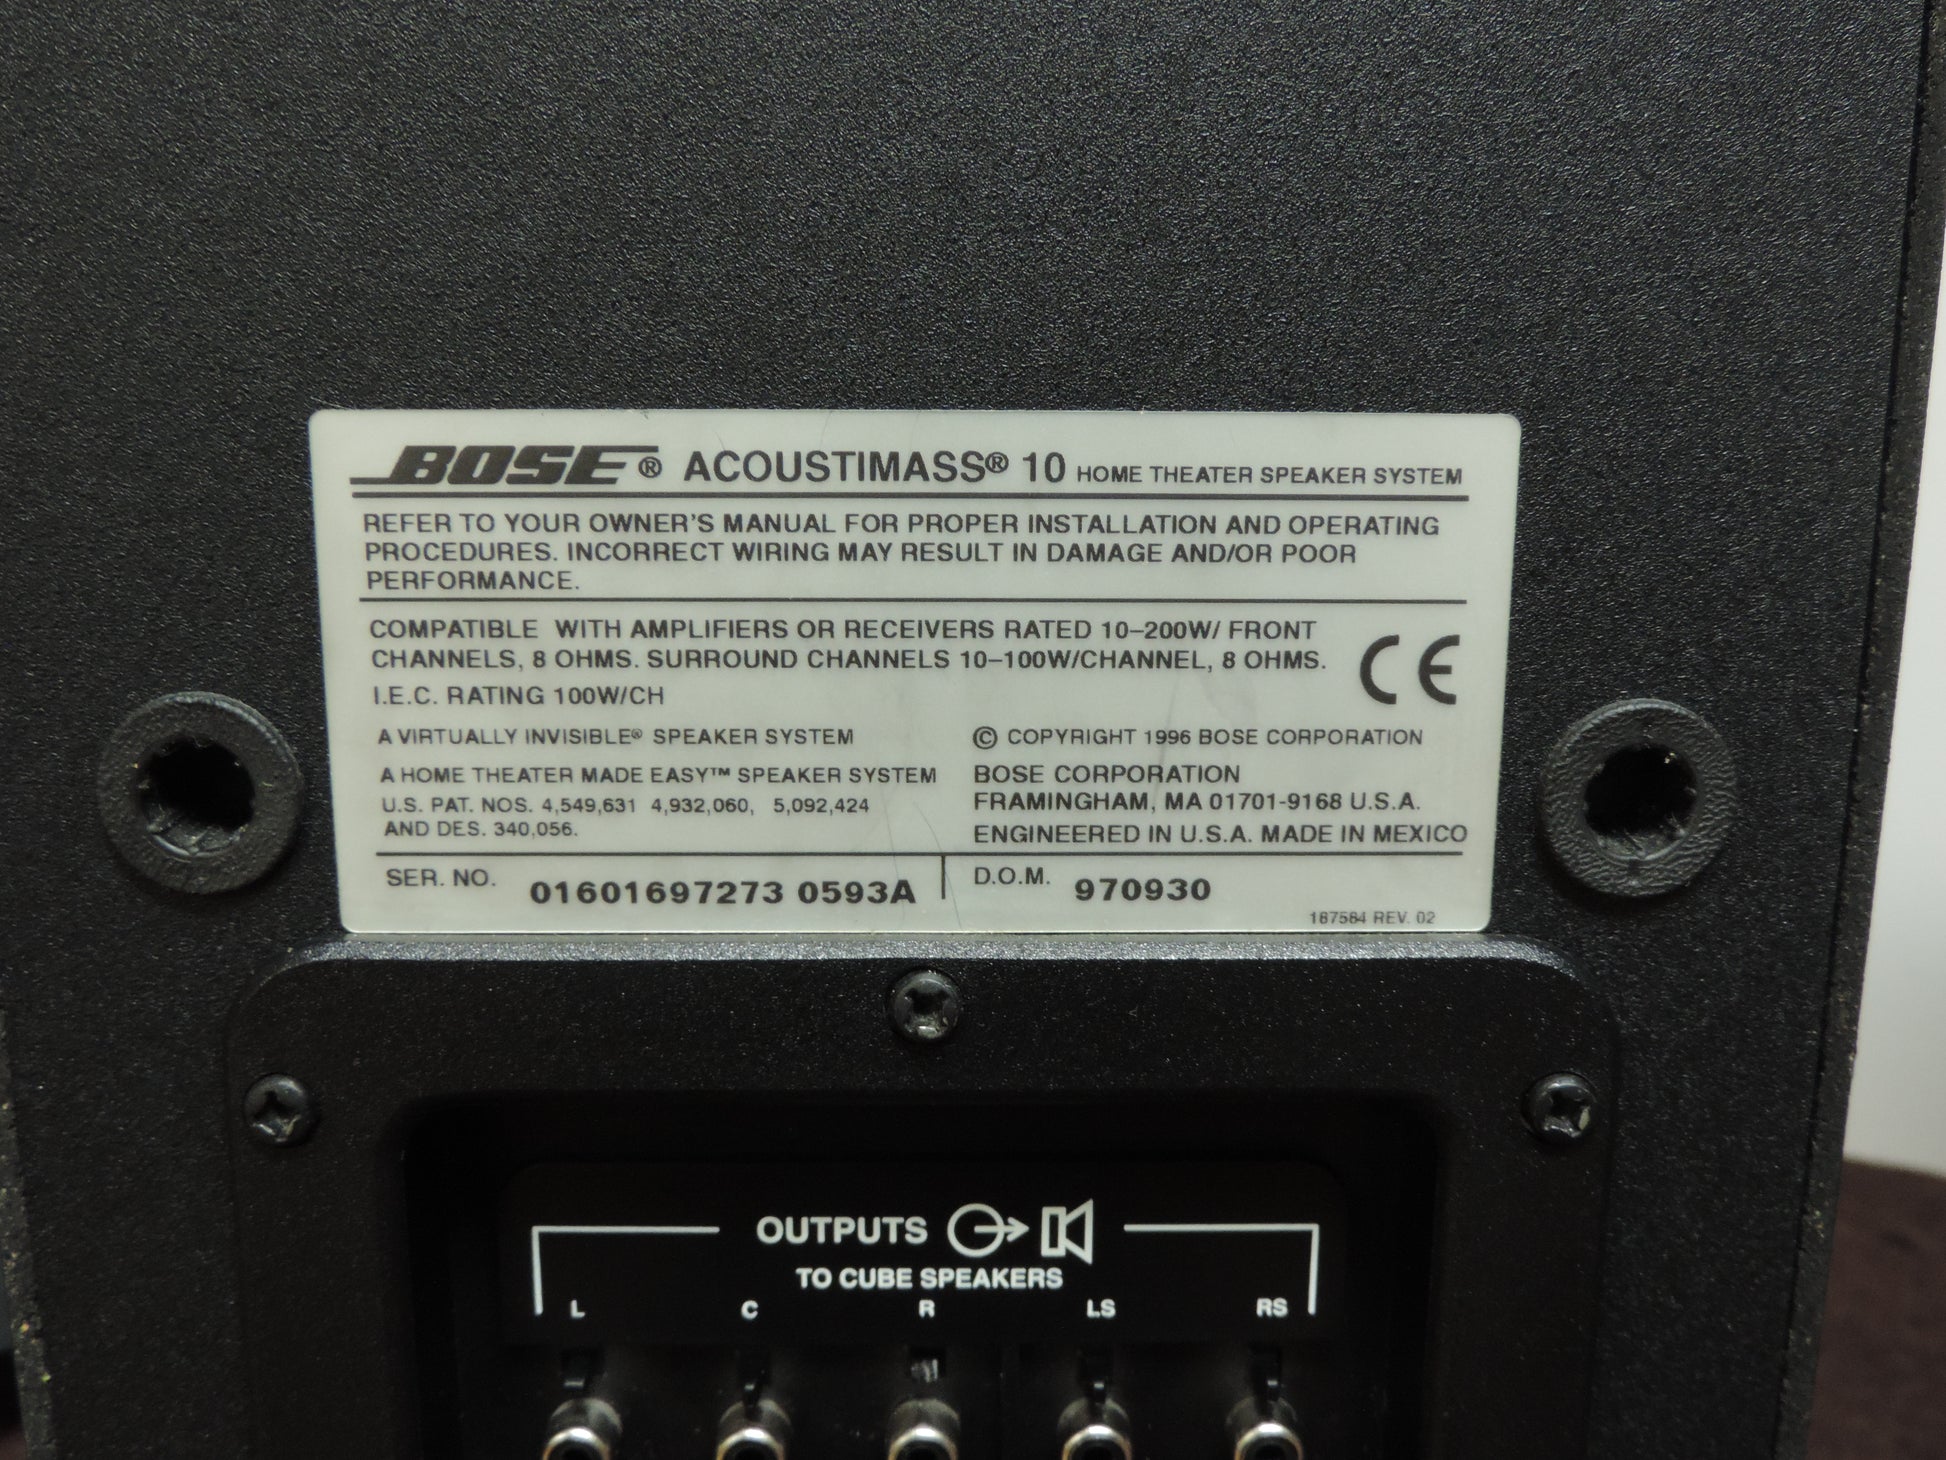 BOSE® ACOUSTIMASS® 10 HOME THEATER SPEAKER SYSTEM
REFER TO YOUR OWNER'S MANUAL FOR PROPER INSTALLATION AND OPERATING
PROCEDURES. INCORRECT WIRING MAY RESULT IN DAMAGE AND/OR POOR
PERFORMANCE.
COMPATIBLE WITH AMPLIFIERS OR RECEIVERS RATED 10–200W/ FRONT
CHANNELS, 8 OHMS. SURROUND CHANNELS 10–100W/CHANNEL, 8 OHMS.
I.E.C. RATING 100W/CH
CE
A VIRTUALLY INVISIBLE® SPEAKER SYSTEM
A HOME THEATER MADE EASY™ SPEAKER SYSTEM
U.S. PAT. NOS. 4,549,631 4,932,060, 5,092,424
AND DES. 340,056.
© COPYRIGHT 1996 BOSE CORPORATION
BOSE CORPORATION
FRAMINGHAM, MA 01701-9168 U.S.A.
ENGINEERED IN U.S.A. MADE IN MEXICO
SER. NO. 01601697273 0593A
D.O.M. 970930
187584 REV. 02
OUTPUTS
TO CUBE SPEAKERS
L C R LS RS